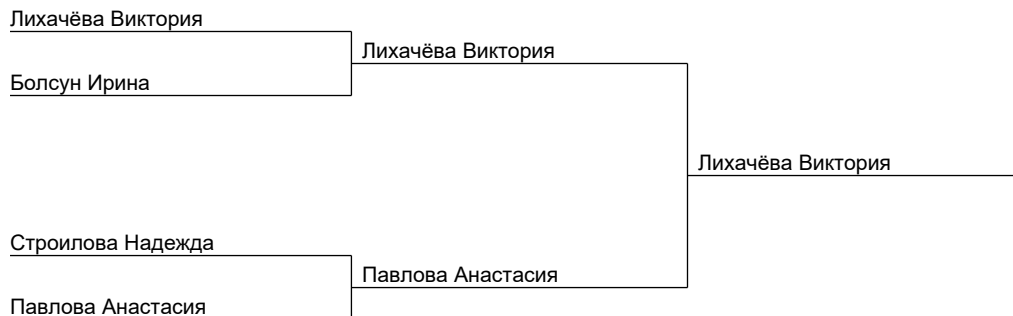 Лихачёва Виктория
Лихачёва Виктория
Болсун Ирина
Лихачёва Виктория
Строилова Надежда
Павлова Анастасия
Павлова Анастасия